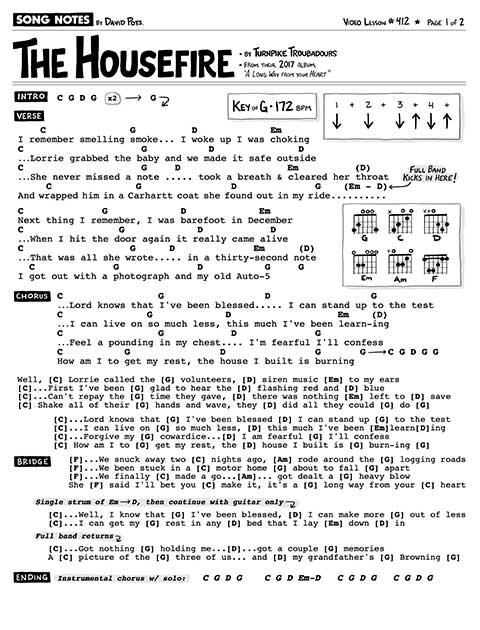 SONG NOTES BY DAVID POTS. VIDEO LESSON #412 ★ PAGE 1 OF 2
THE HOUSEFIRE
- BY TURNPIKE TROUBADOURS
- FROM THEIR 2017 ALBUM,
"A LONG WAY FROM YOUR HEART"
INTRO C G D G x2 → G
KEY OF G · 172 BPM
1 + 2 + 3 + 4 +
↓ ↓ ↓ ↑ ↓ ↑
VERSE
C G D Em
I remember smelling smoke... I woke up I was choking
C G D D
...Lorrie grabbed the baby and we made it safe outside
C G D Em (D)
...She never missed a note ..... took a breath & cleared her throat
FULL BAND
KICKS IN HERE!
C G D G (Em - D)
And wrapped him in a Carhartt coat she found out in my ride..........
C G D Em
Next thing I remember, I was barefoot in December
C G D D
...When I hit the door again it really came alive
C G D Em (D)
...That was all she wrote..... in a thirty-second note
C G D G G
I got out with a photograph and my old Auto-5
G C D
Em Am F
CHORUS
C G D G
...Lord knows that I've been blessed..... I can stand up to the test
C G D Em (D)
...I can live on so much less, this much I've been learn-ing
C G D G
...Feel a pounding in my chest.... I'm fearful I'll confess
C G D G G → C G D G G
How am I to get my rest, the house I built is burning
Well, [C] Lorrie called the [G] volunteers, [D] siren music [Em] to my ears
[C]...First I've been [G] glad to hear the [D] flashing red and [D] blue
[C]...Can't repay the [G] time they gave, [D] there was nothing [Em] left to [D] save
[C] Shake all of their [G] hands and wave, they [D] did all they could [G] do [G]
[C]...Lord knows that [G] I've been blessed [D] I can stand up [G] to the test
[C]...I can live on [G] so much less, [D] this much I've been [Em]learn[D]ing
[C]...Forgive my [G] cowardice...[D] I am fearful [G] I'll confess
[C] How am I to [G] get my rest, the [D] house I built is [G] burn-ing [G]
BRIDGE
[F]...We snuck away two [C] nights ago, [Am] rode around the [G] logging roads
[F]...We been stuck in a [C] motor home [G] about to fall [G] apart
[F]...We finally [C] made a go...[Am]... got dealt a [G] heavy blow
She [F] said I'll bet you [C] make it, it's a [G] long way from your [C] heart
Single strum of Em → D, then continue with guitar only
[C]...Well, I know that [G] I've been blessed, [D] I can make more [G] out of less
[C]...I can get my [G] rest in any [D] bed that I lay [Em] down [D] in
Full band returns
[C]...Got nothing [G] holding me...[D]...got a couple [G] memories
A [C] picture of the [G] three of us... and [D] my grandfather's [G] Browning [G]
ENDING Instrumental chorus w/ solo: C G D G C G D Em-D C G D G C G D G